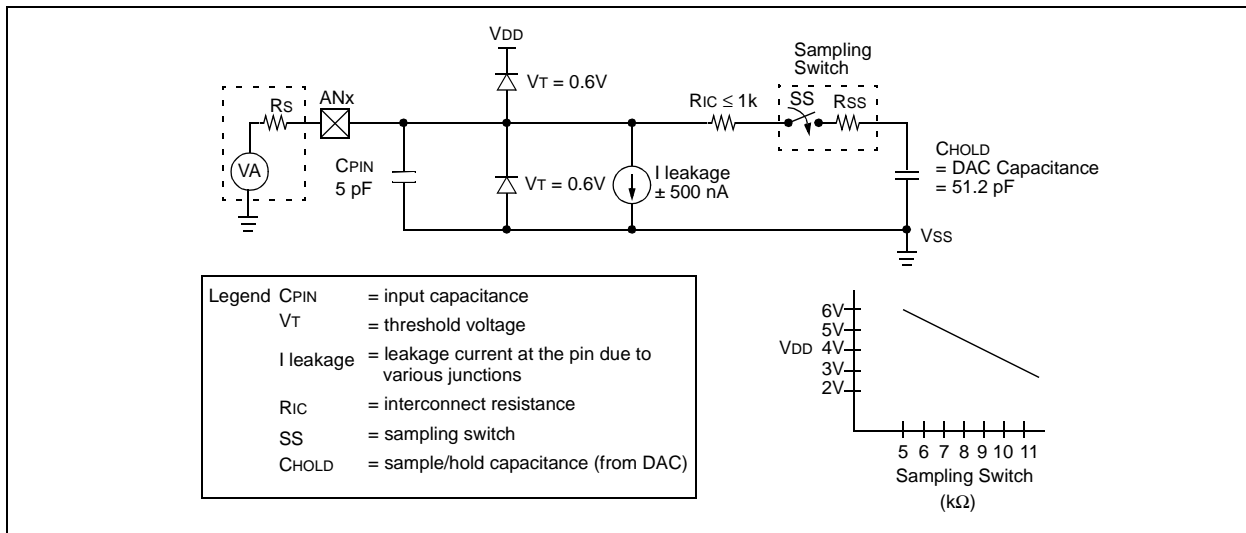 VDD
Sampling
Switch
VT = 0.6V
RS
ANx
RIC ≤ 1k
SS
RSS
VA
CPIN
5 pF
VT = 0.6V
I leakage
± 500 nA
CHOLD
= DAC Capacitance
= 51.2 pF
VSS
Legend CPIN = input capacitance
VT = threshold voltage
I leakage = leakage current at the pin due to
various junctions
RIC = interconnect resistance
SS = sampling switch
CHOLD = sample/hold capacitance (from DAC)
6V
5V
VDD 4V
3V
2V
5 6 7 8 9 10 11
Sampling Switch
(kΩ)